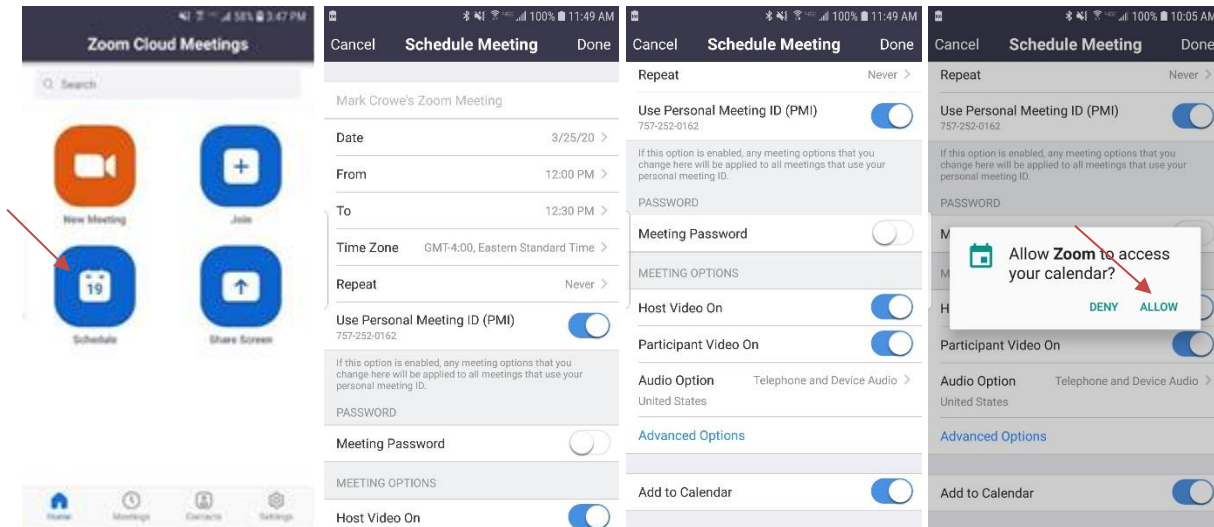 58% 3:47 PM
Zoom Cloud Meetings
Search
New Meeting
Join
19
Schedule
Share Screen
Home Meetings Contacts Settings
100% 11:49 AM
Cancel Schedule Meeting Done
Mark Crowe's Zoom Meeting
Date 3/25/20 >
From 12:00 PM >
To 12:30 PM >
Time Zone GMT-4:00, Eastern Standard Time >
Repeat Never >
Use Personal Meeting ID (PMI)
757-252-0162
If this option is enabled, any meeting options that you
change here will be applied to all meetings that use your
personal meeting ID.
PASSWORD
Meeting Password
MEETING OPTIONS
Host Video On
100% 11:49 AM
Cancel Schedule Meeting Done
Repeat Never >
Use Personal Meeting ID (PMI)
757-252-0162
If this option is enabled, any meeting options that you
change here will be applied to all meetings that use your
personal meeting ID.
PASSWORD
Meeting Password
MEETING OPTIONS
Host Video On
Participant Video On
Audio Option Telephone and Device Audio >
United States
Advanced Options
Add to Calendar
100% 10:05 AM
Cancel Schedule Meeting Done
Repeat Never >
Use Personal Meeting ID (PMI)
757-252-0162
If this option is enabled, any meeting options that you
change here will be applied to all meetings that use your
personal meeting ID.
PASSWORD
M
Allow Zoom to access
your calendar?
M
DENY ALLOW
H
Participant Video On
Audio Option Telephone and Device Audio >
United States
Advanced Options
Add to Calendar